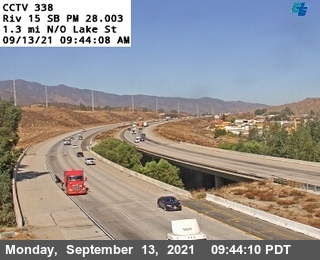 CCTV 338
Riv 15 SB PM 28.003
1.3 mi N/O Lake St
09/13/21 09:44:08 AM
Monday, September 13, 2021 09:44:10 PDT